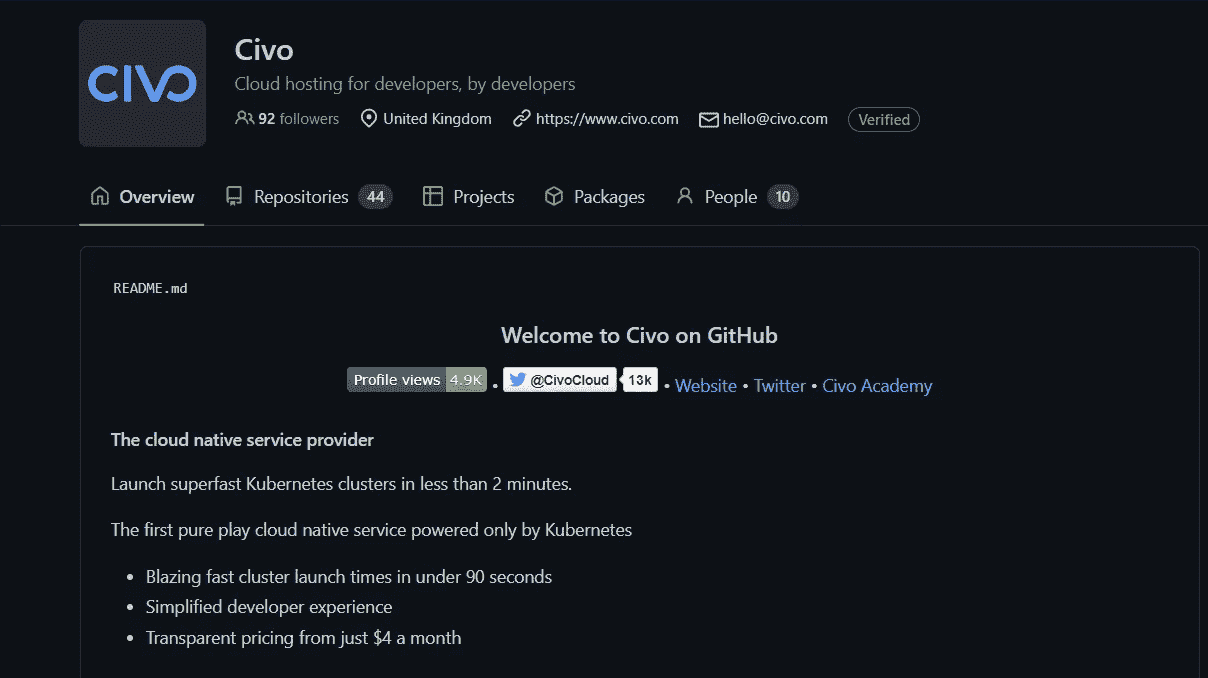 CIVO
Civo
Cloud hosting for developers, by developers
92 followers United Kingdom https://www.civo.com hello@civo.com Verified
Overview Repositories 44 Projects Packages People 10
README.md
Welcome to Civo on GitHub
Profile views 4.9K • @CivoCloud 13k • Website • Twitter • Civo Academy
The cloud native service provider
Launch superfast Kubernetes clusters in less than 2 minutes.
The first pure play cloud native service powered only by Kubernetes
• Blazing fast cluster launch times in under 90 seconds
• Simplified developer experience
• Transparent pricing from just $4 a month